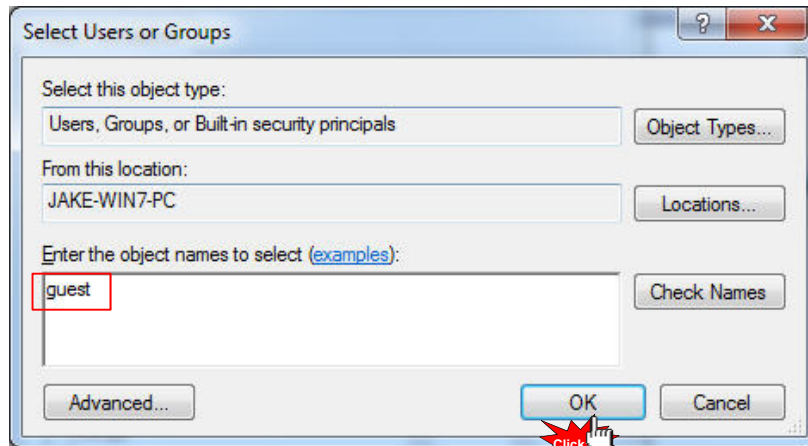 Select Users or Groups
Select this object type:
Users, Groups, or Built-in security principals
Object Types...
From this location:
JAKE-WIN7-PC
Locations...
Enter the object names to select (examples):
guest
Check Names
Advanced...
OK
Cancel
Click